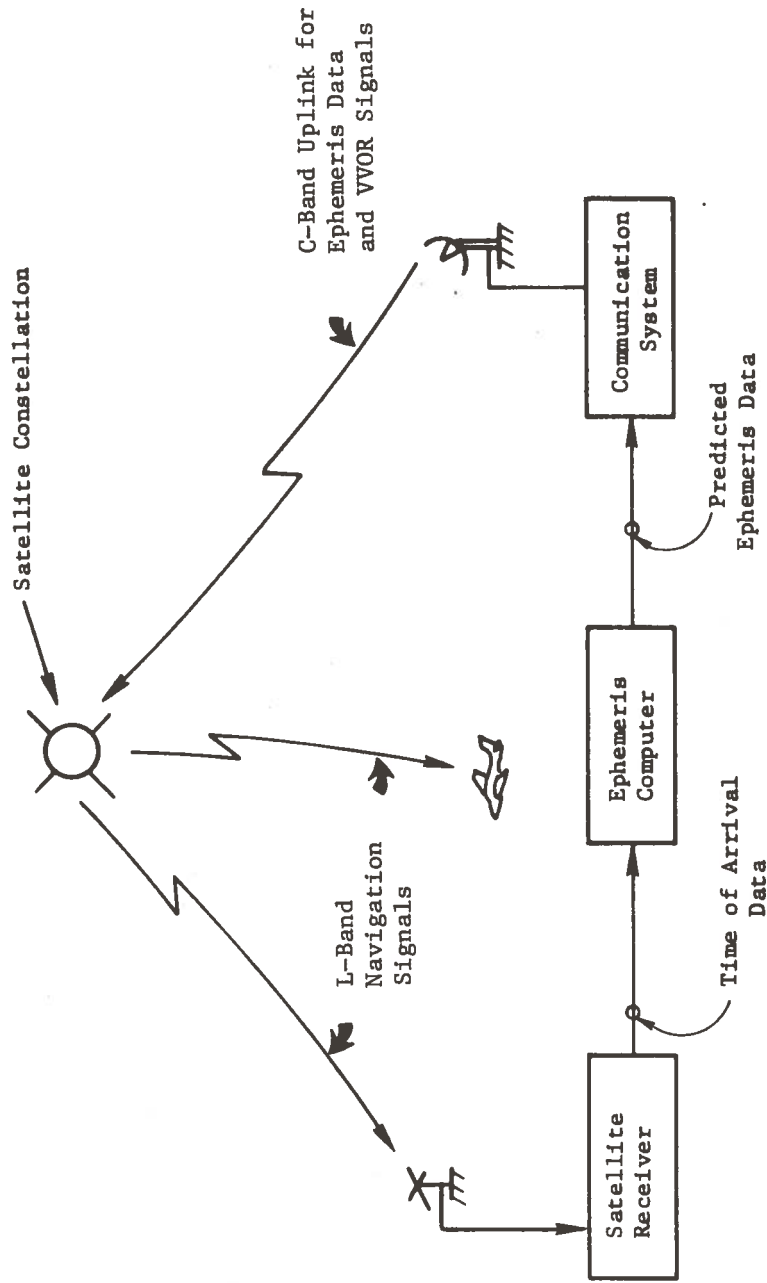 Satellite Constellation
C-Band Uplink for
Ephemeris Data
and VVOR Signals
L-Band
Navigation
Signals
Satellite
Receiver
Time of Arrival
Data
Ephemeris
Computer
Predicted
Ephemeris Data
Communication
System